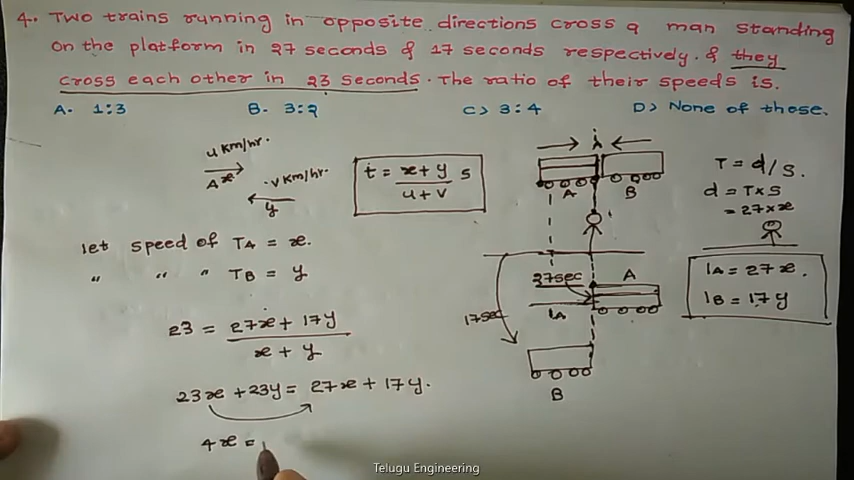 4. Two trains running in opposite directions cross a man standing
on the platform in 27 seconds & 17 seconds respectively. & they
cross each other in 23 seconds. The ratio of their speeds is.
A. 1:3 B. 3:2 C> 3:4 D> None of these.
u km/hr.
A x
v km/hr.
y
t = x+y / u+v s
A B
T = d/s.
d = T×s
= 27×x
let speed of TA = x.
" " " TB = y
27sec A
lA
17sec
B
lA = 27x.
lB = 17y
23 = 27x+17y / x+y
23x+23y = 27x+17y.
4x =
Telugu Engineering